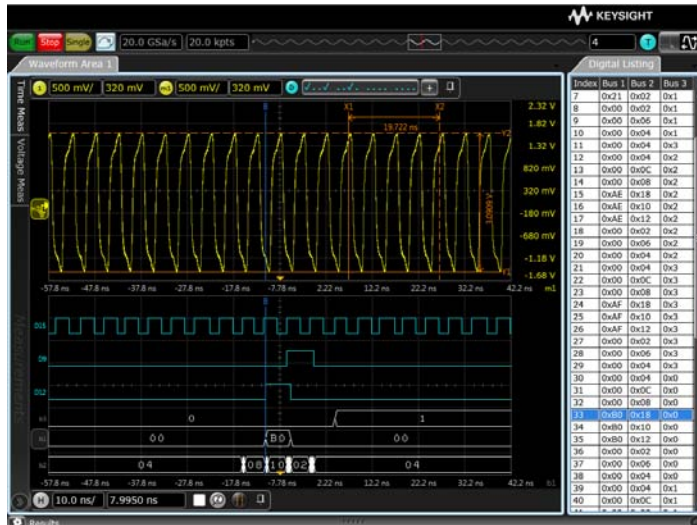 KEYSIGHT
Run Stop Single 20.0 GSa/s 20.0 kpts 4 T
Waveform Area 1
Digital Listing
1 500 mV/ 320 mV 500 mV/ 320 mV
Time Meas
Voltage Meas
Measurements
B X1 X2
19.722 ns
Y2
Y1
2.32 V
1.82 V
1.32 V
820 mV
320 mV
-180 mV
-680 mV
-1.18 V
-1.68 V
-57.8 ns -47.8 ns -37.8 ns -27.8 ns -17.8 ns -7.78 ns 2.22 ns 12.2 ns 22.2 ns 32.2 ns 42.2 ns m1
B
D15
D9
D12
0 1
00 B0 00
b2 04 08 10 02 04
-57.8 ns -47.8 ns -37.8 ns -27.8 ns -17.8 ns -7.78 ns 2.22 ns 12.2 ns 22.2 ns 32.2 ns 42.2 ns b1
H 10.0 ns/ 7.9950 ns
Results
Index Bus 1 Bus 2 Bus 3
7 0x21 0x02 0x1
8 0x00 0x02 0x1
9 0x00 0x06 0x1
10 0x00 0x04 0x1
11 0x00 0x04 0x3
12 0x00 0x04 0x2
13 0x00 0x0C 0x2
14 0x00 0x08 0x2
15 0xAE 0x18 0x2
16 0xAE 0x10 0x2
17 0xAE 0x12 0x2
18 0x00 0x02 0x2
19 0x00 0x06 0x2
20 0x00 0x04 0x2
21 0x00 0x04 0x3
22 0x00 0x0C 0x3
23 0x00 0x08 0x3
24 0xAF 0x18 0x3
25 0xAF 0x10 0x3
26 0xAF 0x12 0x3
27 0x00 0x02 0x3
28 0x00 0x06 0x3
29 0x00 0x04 0x3
30 0x00 0x04 0x0
31 0x00 0x0C 0x0
32 0x00 0x08 0x0
33 0xB0 0x18 0x0
34 0xB0 0x10 0x0
35 0xB0 0x12 0x0
36 0x00 0x02 0x0
37 0x00 0x06 0x0
38 0x00 0x04 0x0
39 0x00 0x04 0x1
40 0x00 0x0C 0x1